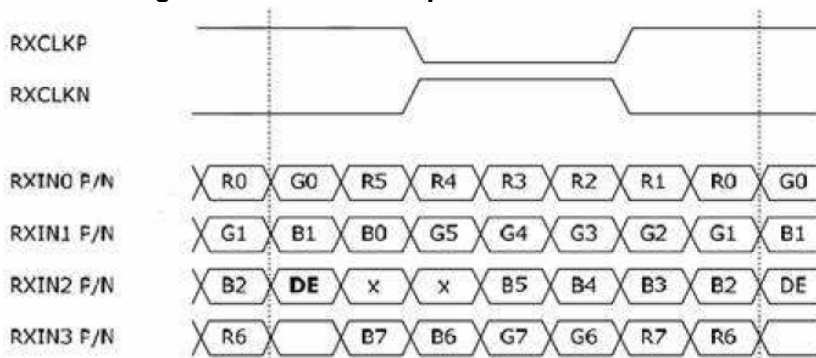 RXCLKP
RXCLKN
RXIN0 P/N R0 G0 R5 R4 R3 R2 R1 R0 G0
RXIN1 P/N G1 B1 B0 G5 G4 G3 G2 G1 B1
RXIN2 P/N B2 DE x x B5 B4 B3 B2 DE
RXIN3 P/N R6 B7 B6 G7 G6 R7 R6